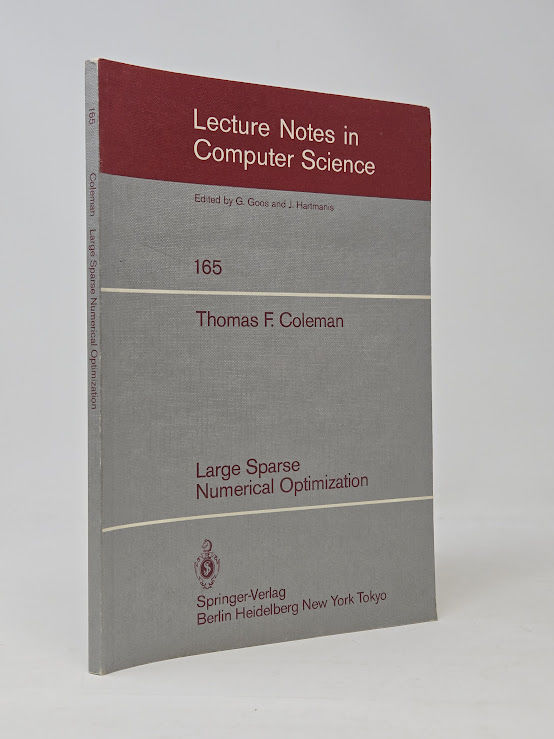 Lecture Notes in
Computer Science
Edited by G. Goos and J. Hartmanis
165
Thomas F. Coleman
Large Sparse
Numerical Optimization
S
Springer-Verlag
Berlin Heidelberg New York Tokyo
165 Coleman Large Sparse Numerical Optimization